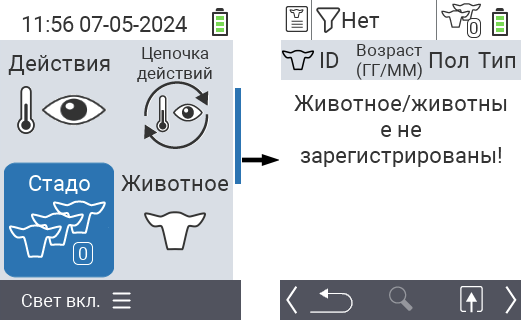 11:56 07-05-2024
Действия
Цепочка
действий
Стадо
0
Животное
Свет вкл.
Нет
0
ID
Возраст
(ГГ/ММ)
Пол
Тип
Животное/животны
е не
зарегистрированы!